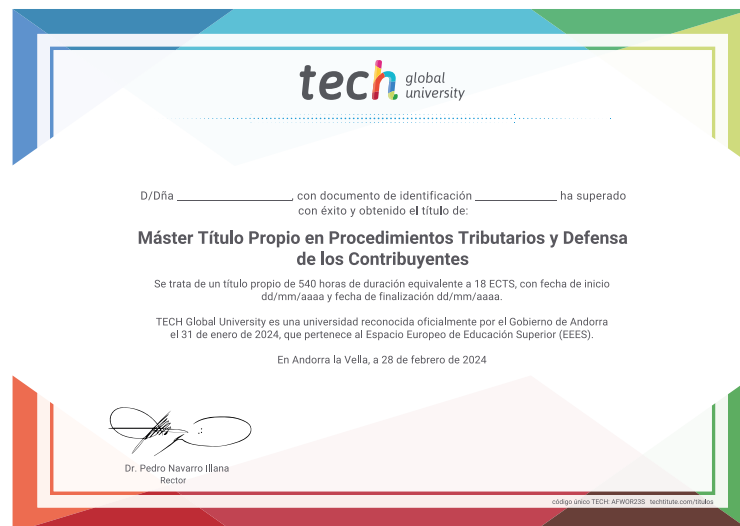 tech global university
D/Dña ____________________, con documento de identificación ______________ ha superado
con éxito y obtenido el título de:
Máster Título Propio en Procedimientos Tributarios y Defensa
de los Contribuyentes
Se trata de un título propio de 540 horas de duración equivalente a 18 ECTS, con fecha de inicio
dd/mm/aaaa y fecha de finalización dd/mm/aaaa.
TECH Global University es una universidad reconocida oficialmente por el Gobierno de Andorra
el 31 de enero de 2024, que pertenece al Espacio Europeo de Educación Superior (EEES).
En Andorra la Vella, a 28 de febrero de 2024
Dr. Pedro Navarro Illana
Rector
código único TECH: AFWOR23S techtitute.com/titulos